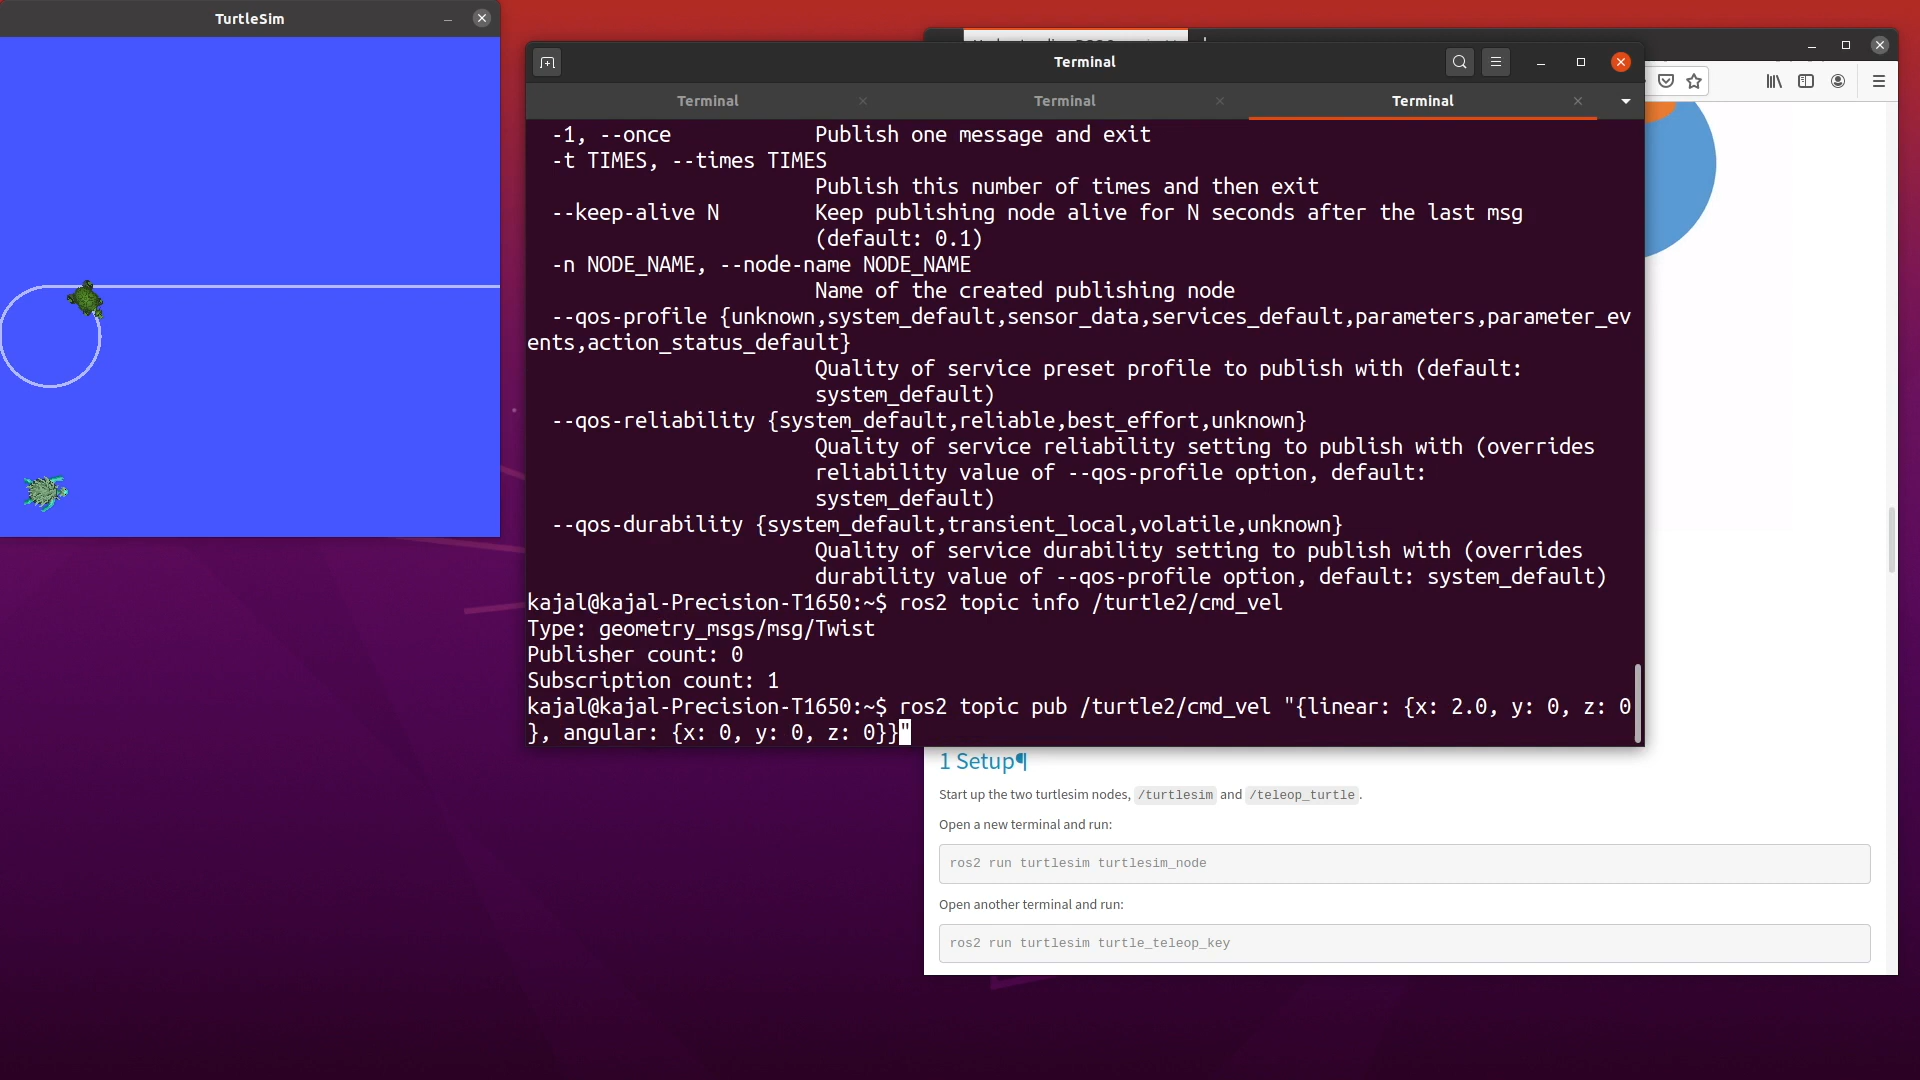 TurtleSim
Terminal
Terminal
Terminal
Terminal
-1, --once Publish one message and exit
-t TIMES, --times TIMES
Publish this number of times and then exit
--keep-alive N Keep publishing node alive for N seconds after the last msg
(default: 0.1)
-n NODE_NAME, --node-name NODE_NAME
Name of the created publishing node
--qos-profile {unknown,system_default,sensor_data,services_default,parameters,parameter_ev
ents,action_status_default}
Quality of service preset profile to publish with (default:
system_default)
--qos-reliability {system_default,reliable,best_effort,unknown}
Quality of service reliability setting to publish with (overrides
reliability value of --qos-profile option, default:
system_default)
--qos-durability {system_default,transient_local,volatile,unknown}
Quality of service durability setting to publish with (overrides
durability value of --qos-profile option, default: system_default)
kajal@kajal-Precision-T1650:~$ ros2 topic info /turtle2/cmd_vel
Type: geometry_msgs/msg/Twist
Publisher count: 0
Subscription count: 1
kajal@kajal-Precision-T1650:~$ ros2 topic pub /turtle2/cmd_vel "{linear: {x: 2.0, y: 0, z: 0
}, angular: {x: 0, y: 0, z: 0}}"
1 Setup¶
Start up the two turtlesim nodes, /turtlesim and /teleop_turtle.
Open a new terminal and run:
ros2 run turtlesim turtlesim_node
Open another terminal and run:
ros2 run turtlesim turtle_teleop_key